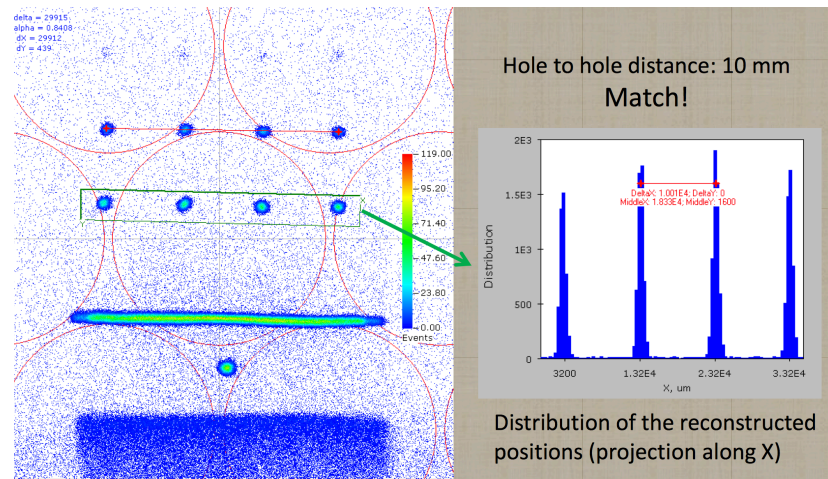 delta = 29915
alpha = 0.8408
dX = 29912
dY = 439
119.00
95.20
71.40
47.60
23.80
0.00
Events
Hole to hole distance: 10 mm
Match!
2E3
1.5E3
1E3
500
0
Distribution
DeltaX: 1.001E4; DeltaY: 0
MiddleX: 1.833E4; MiddleY: 1600
3200 1.32E4 2.32E4 3.32E4
X, um
Distribution of the reconstructed
positions (projection along X)